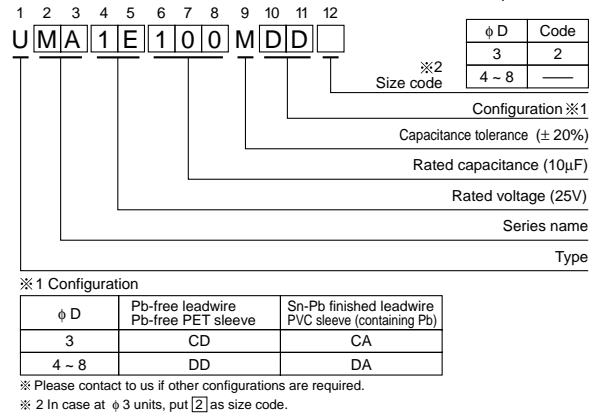 1 2 3 4 5 6 7 8 9 10 11 12
U M A 1 E 1 0 0 M D D
φ D Code
3 2
4 ~ 8 ——
※2
Size code
Configuration ※1
Capacitance tolerance (± 20%)
Rated capacitance (10µF)
Rated voltage (25V)
Series name
Type
※1 Configuration
φ D Pb-free leadwire Pb-free PET sleeve Sn-Pb finished leadwire PVC sleeve (containing Pb)
3 CD CA
4 ~ 8 DD DA
※ Please contact to us if other configurations are required.
※ 2 In case at φ 3 units, put 2 as size code.